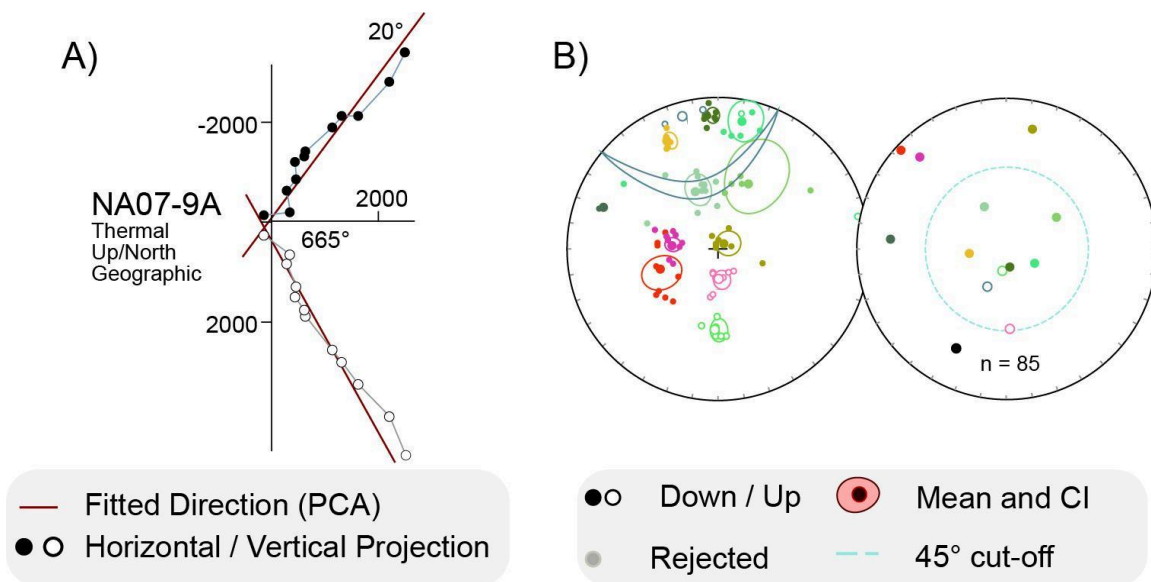 A)
20°
-2000
NA07-9A
Thermal
Up/North
Geographic
2000
665°
2000
B)
n = 85
Fitted Direction (PCA)
Horizontal / Vertical Projection
Down / Up
Mean and CI
Rejected
45° cut-off